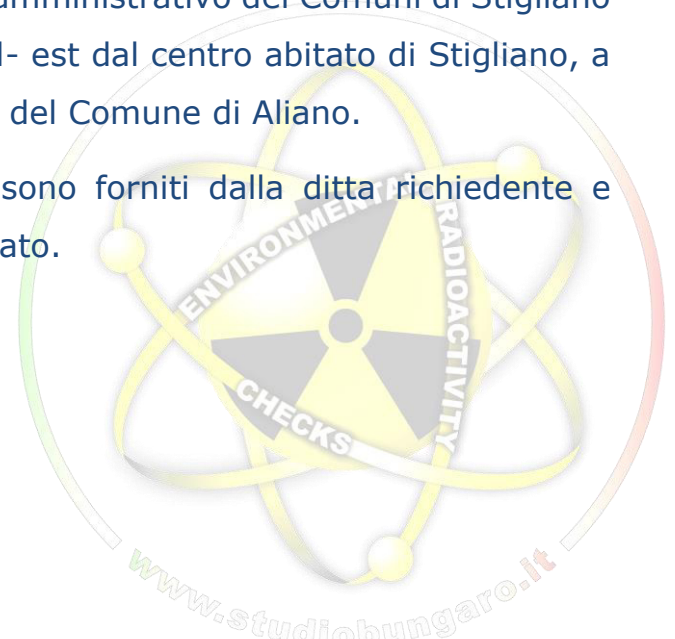 amministrativo dei Comuni di Stigliano
- est dal centro abitato di Stigliano, a
del Comune di Aliano.
sono forniti dalla ditta richiedente e
ato.
ENVIRONMENTAL RADIOACTIVITY
CHECKS
www.studiobungaro.it